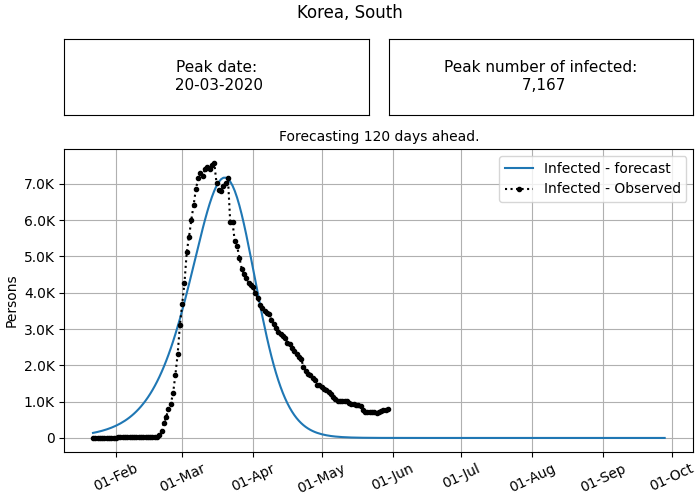 Korea, South
Peak date:
20-03-2020
Peak number of infected:
7,167
Forecasting 120 days ahead.
Infected - forecast
Infected - Observed
7.0K
6.0K
5.0K
4.0K
3.0K
2.0K
1.0K
0
Persons
01-Feb
01-Mar
01-Apr
01-May
01-Jun
01-Jul
01-Aug
01-Sep
01-Oct